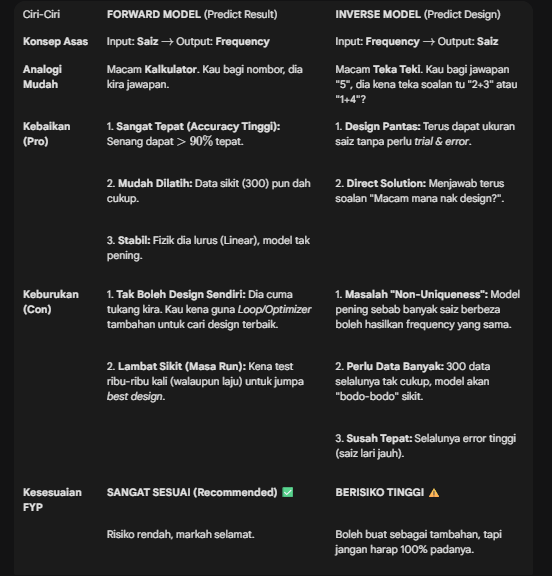 Ciri-Ciri
FORWARD MODEL (Predict Result)
INVERSE MODEL (Predict Design)
Konsep Asas
Input: Saiz → Output: Frequency
Input: Frequency → Output: Saiz
Analogi
Mudah
Macam Kalkulator. Kau bagi nombor, dia
kira jawapan.
Macam Teka Teki. Kau bagi jawapan
"5", dia kena teka soalan tu "2+3" atau
"1+4"?
Kebaikan
(Pro)
1. Sangat Tepat (Accuracy Tinggi):
Senang dapat > 90% tepat.
2. Mudah Dilatih: Data sikit (300) pun dah
cukup.
3. Stabil: Fizik dia lurus (Linear), model tak
pening.
1. Design Pantas: Terus dapat ukuran
saiz tanpa perlu trial & error.
2. Direct Solution: Menjawab terus
soalan "Macam mana nak design?".
Keburukan
(Con)
1. Tak Boleh Design Sendiri: Dia cuma
tukang kira. Kau kena guna Loop/Optimizer
tambahan untuk cari design terbaik.
2. Lambat Sikit (Masa Run): Kena test
ribu-ribu kali (walaupun laju) untuk jumpa
best design.
1. Masalah "Non-Uniqueness": Model
pening sebab banyak saiz berbeza
boleh hasilkan frequency yang sama.
2. Perlu Data Banyak: 300 data
selalunya tak cukup, model akan
"bodo-bodo" sikit.
3. Susah Tepat: Selalunya error tinggi
(saiz lari jauh).
Kesesuaian
FYP
SANGAT SESUAI (Recommended) ✅
Risiko rendah, markah selamat.
BERISIKO TINGGI ⚠️
Boleh buat sebagai tambahan, tapi
jangan harap 100% padanya.